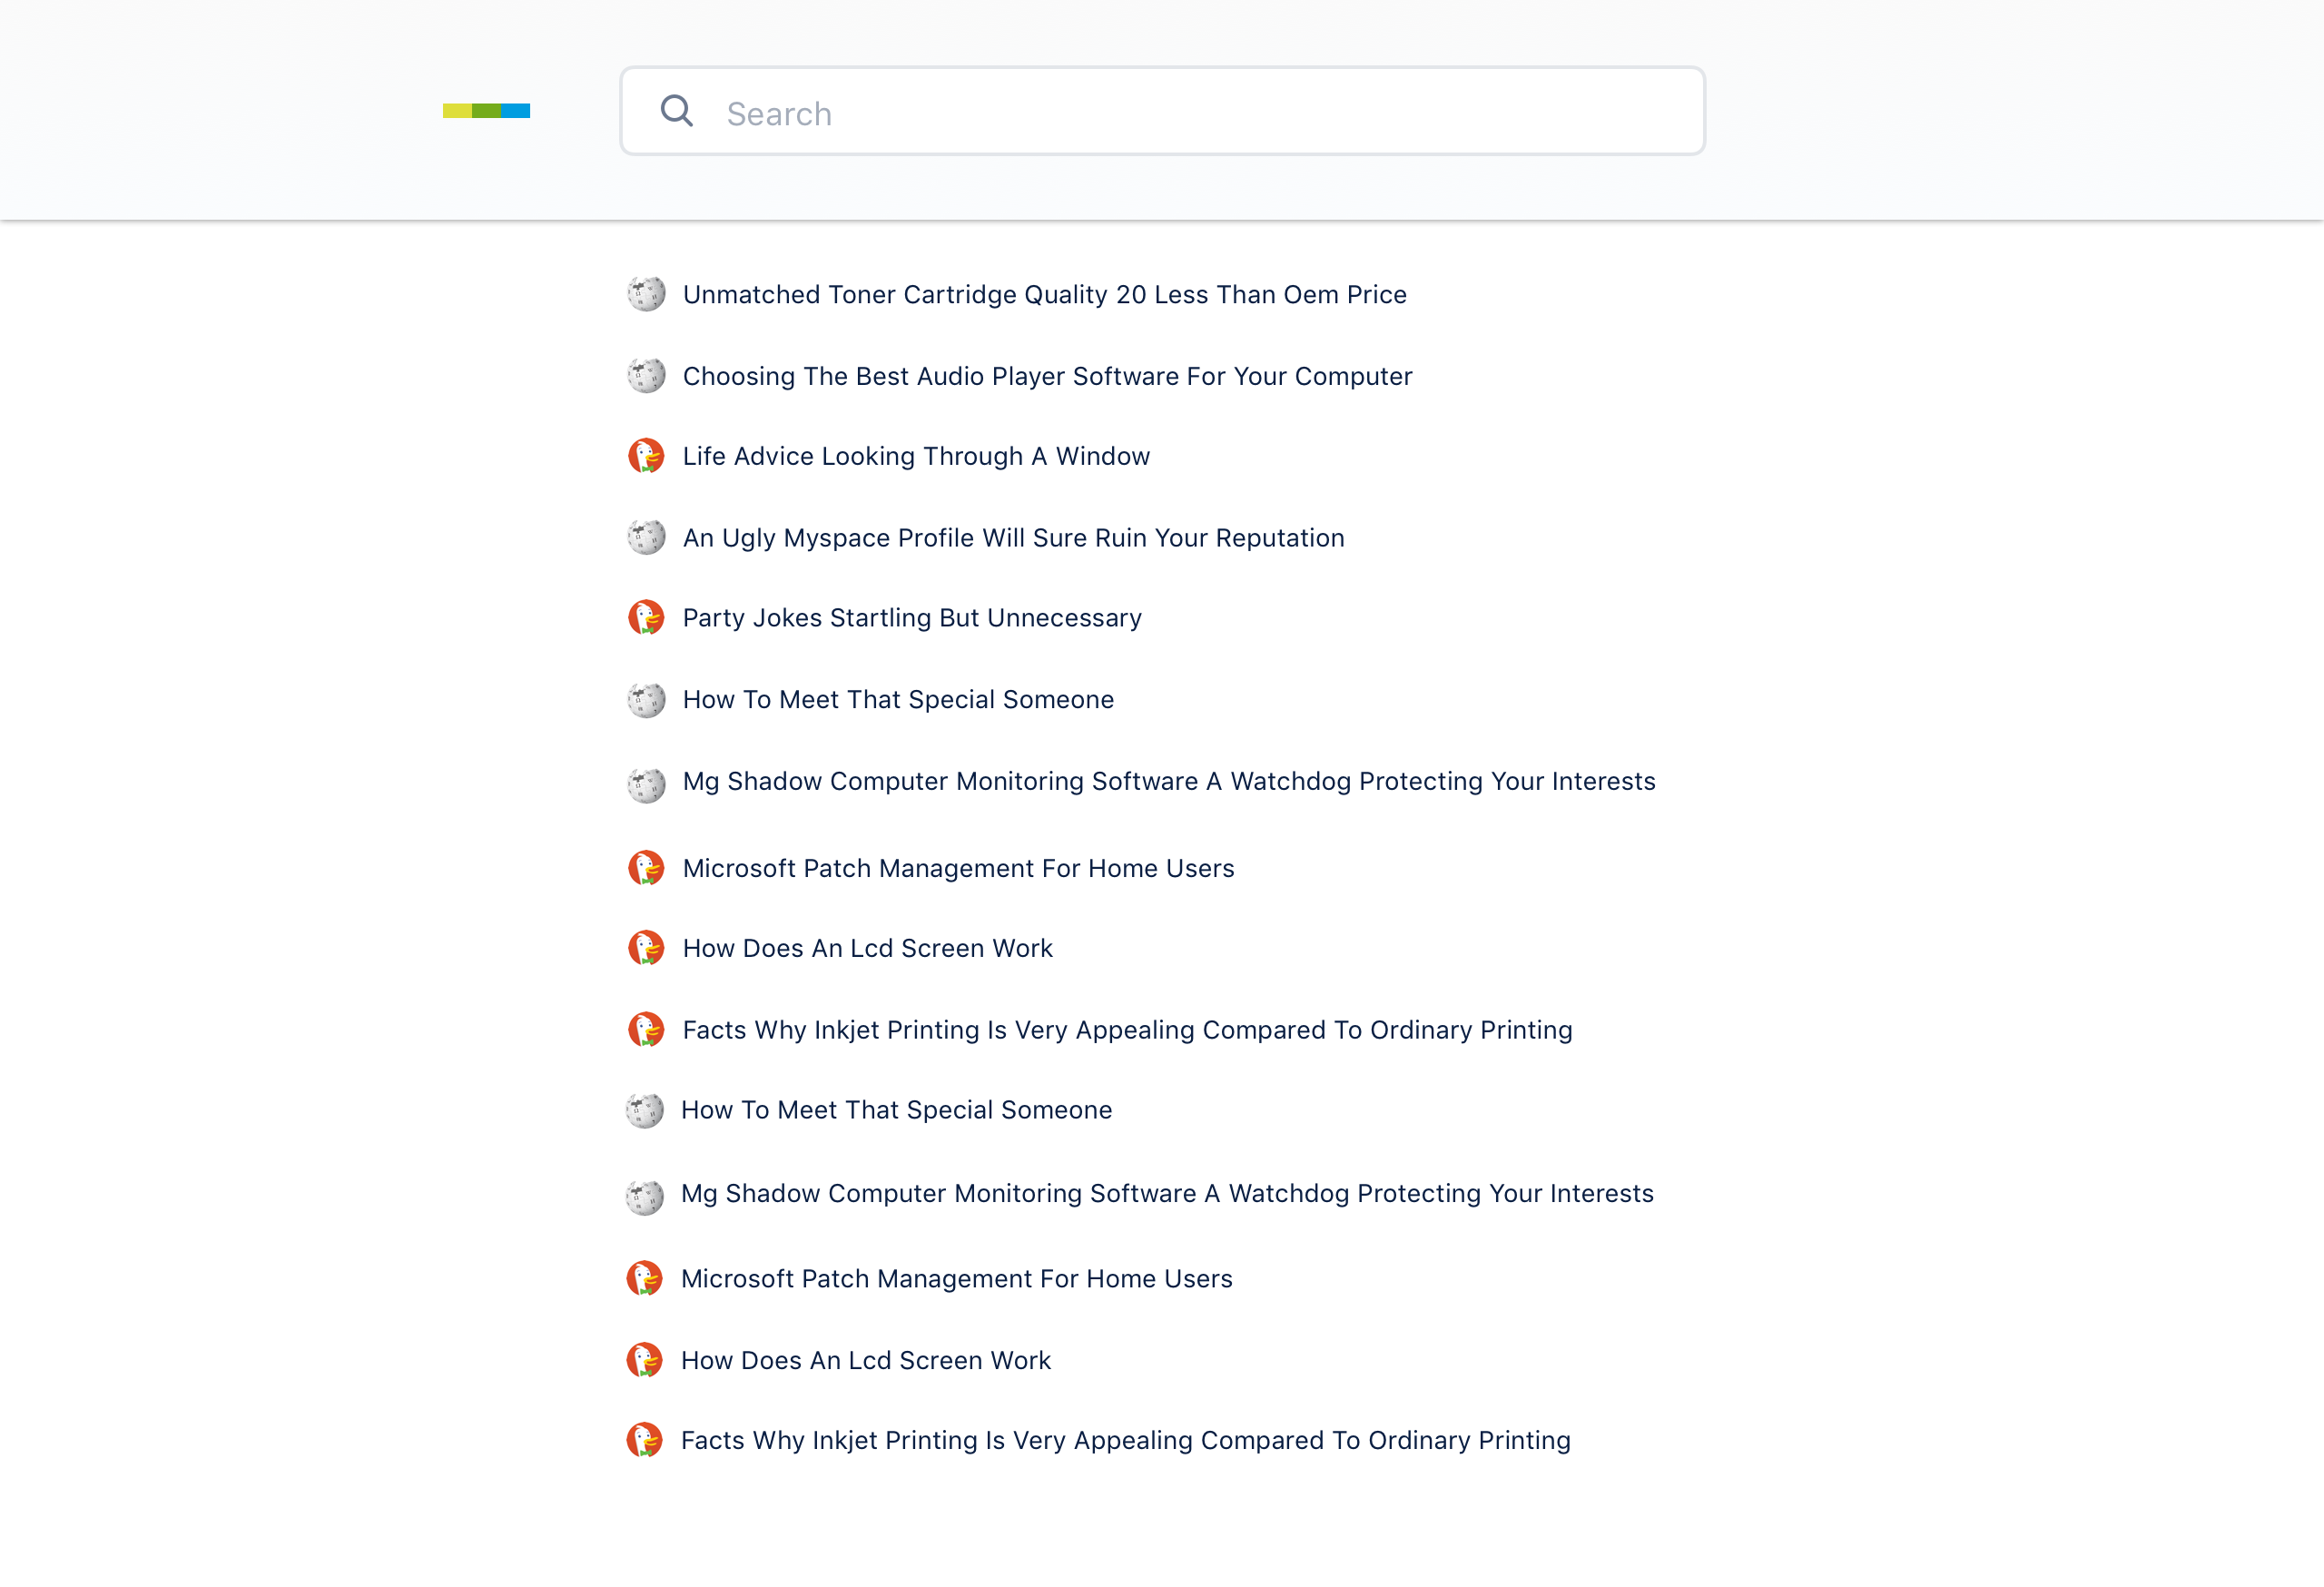 Search
Unmatched Toner Cartridge Quality 20 Less Than Oem Price
Choosing The Best Audio Player Software For Your Computer
Life Advice Looking Through A Window
An Ugly Myspace Profile Will Sure Ruin Your Reputation
Party Jokes Startling But Unnecessary
How To Meet That Special Someone
Mg Shadow Computer Monitoring Software A Watchdog Protecting Your Interests
Microsoft Patch Management For Home Users
How Does An Lcd Screen Work
Facts Why Inkjet Printing Is Very Appealing Compared To Ordinary Printing
How To Meet That Special Someone
Mg Shadow Computer Monitoring Software A Watchdog Protecting Your Interests
Microsoft Patch Management For Home Users
How Does An Lcd Screen Work
Facts Why Inkjet Printing Is Very Appealing Compared To Ordinary Printing